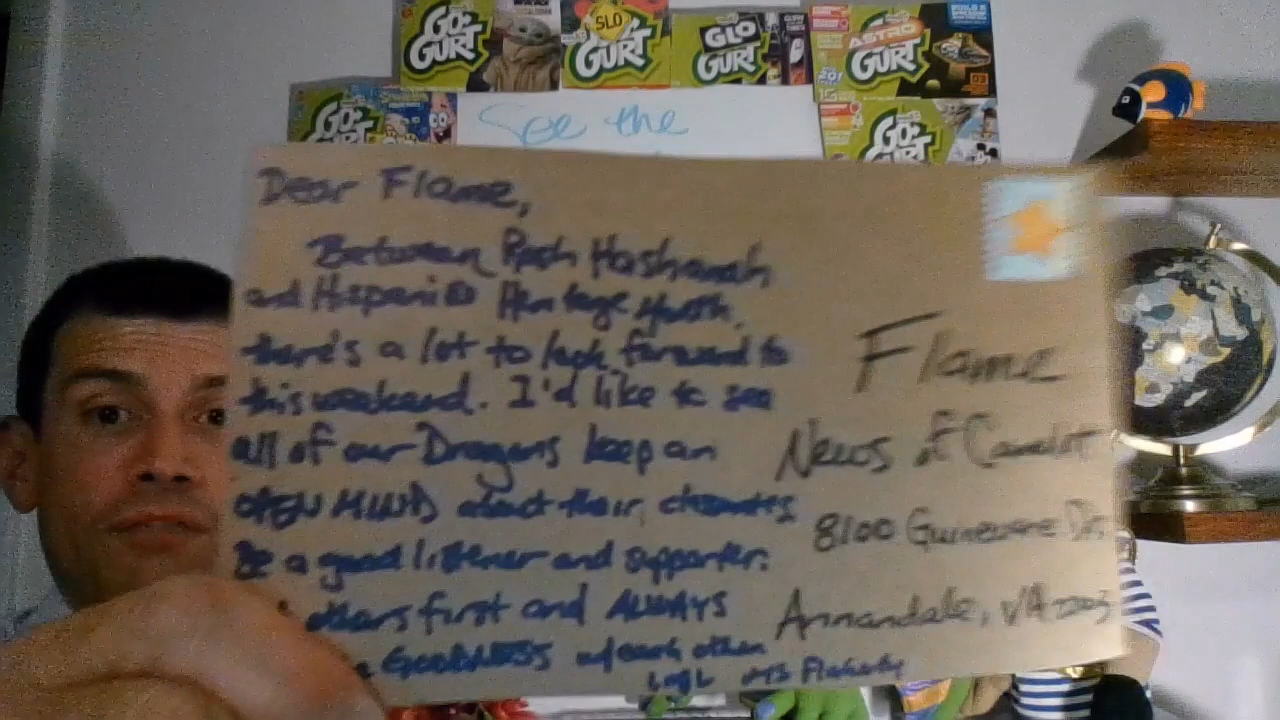 GO-GURT
SLO GURT
GLO GURT
ASTRO GURT
GO-GURT
See the
Dear Flame,
Between Rosh Hashanah
and Hispanic Heritage Month,
there's a lot to look forward to
this weekend. I'd like to see
all of our Dragons keep an
OPEN MIND about their classmates
Be a good listener and supporter.
others first and ALWAYS
GOODNESS w/each other
Flame
News of Camelot
8100 Guinevere Dr.
Annandale, VA